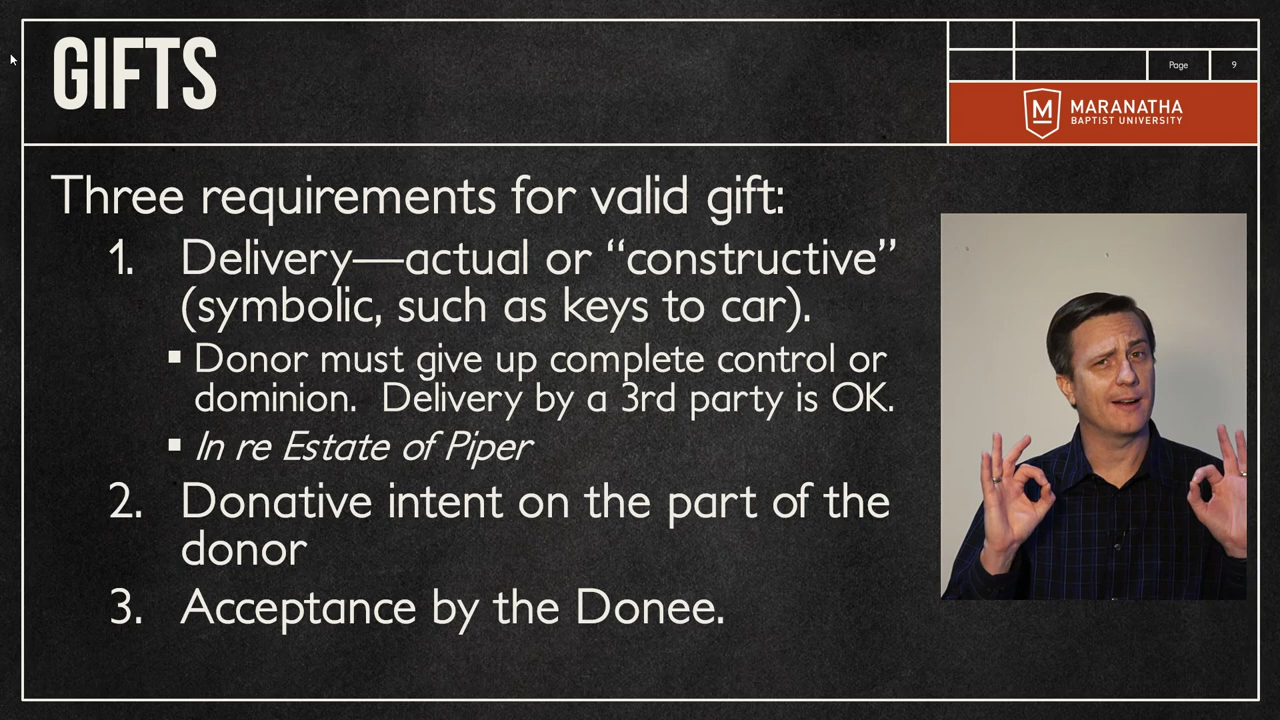 GIFTS
Page 9
MARANATHA
BAPTIST UNIVERSITY
Three requirements for valid gift:
1. Delivery—actual or “constructive”
(symbolic, such as keys to car).
▪ Donor must give up complete control or
dominion.  Delivery by a 3rd party is OK.
▪ In re Estate of Piper
2. Donative intent on the part of the
donor
3. Acceptance by the Donee.